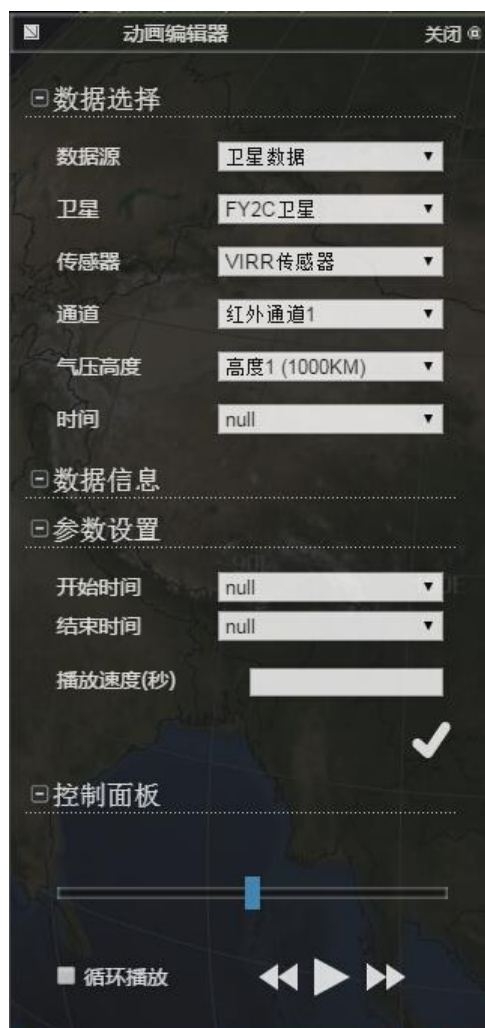 动画编辑器 关闭
数据选择
数据源 卫星数据
卫星 FY2C卫星
传感器 VIRR传感器
通道 红外通道1
气压高度 高度1 (1000KM)
时间 null
数据信息
参数设置
开始时间 null
结束时间 null
播放速度(秒)
控制面板
循环播放